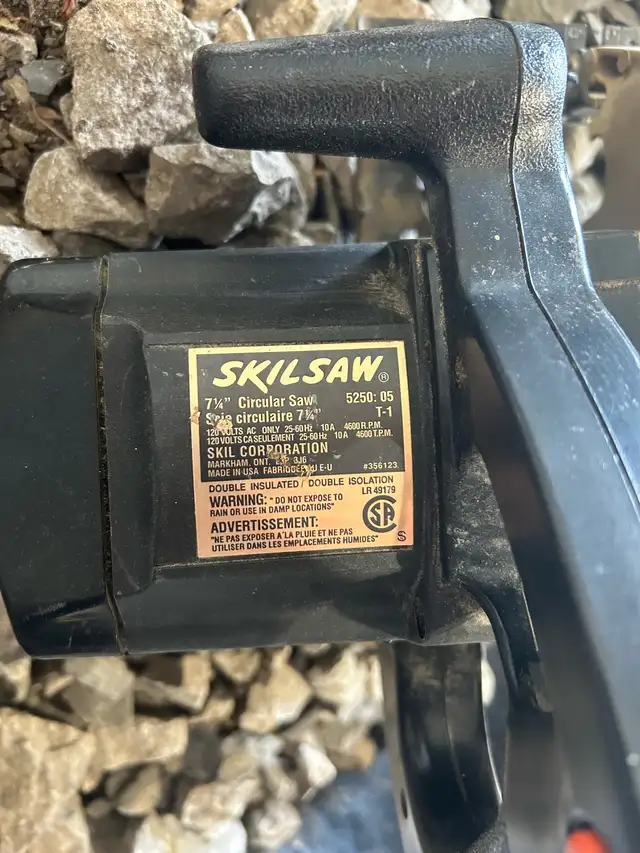 SKILSAW ®
7¼" Circular Saw 5250: 05
Scie circulaire 7¼" T-1
120 VOLTS AC ONLY 25-60Hz 10A 4600 R.P.M.
120 VOLTS CA SEULEMENT 25-60Hz 10A 4600 T.P.M.
SKIL CORPORATION
MARKHAM, ONT. 3J6
MADE IN USA FABRIQUE E-U #356123
DOUBLE INSULATED / DOUBLE ISOLATION
LR 49179
WARNING: "DO NOT EXPOSE TO
RAIN OR USE IN DAMP LOCATIONS"
ADVERTISSEMENT:
"NE PAS EXPOSER A LA PLUIE ET NE PAS
UTILISER DANS LES EMPLACEMENTS HUMIDES"
SA
S